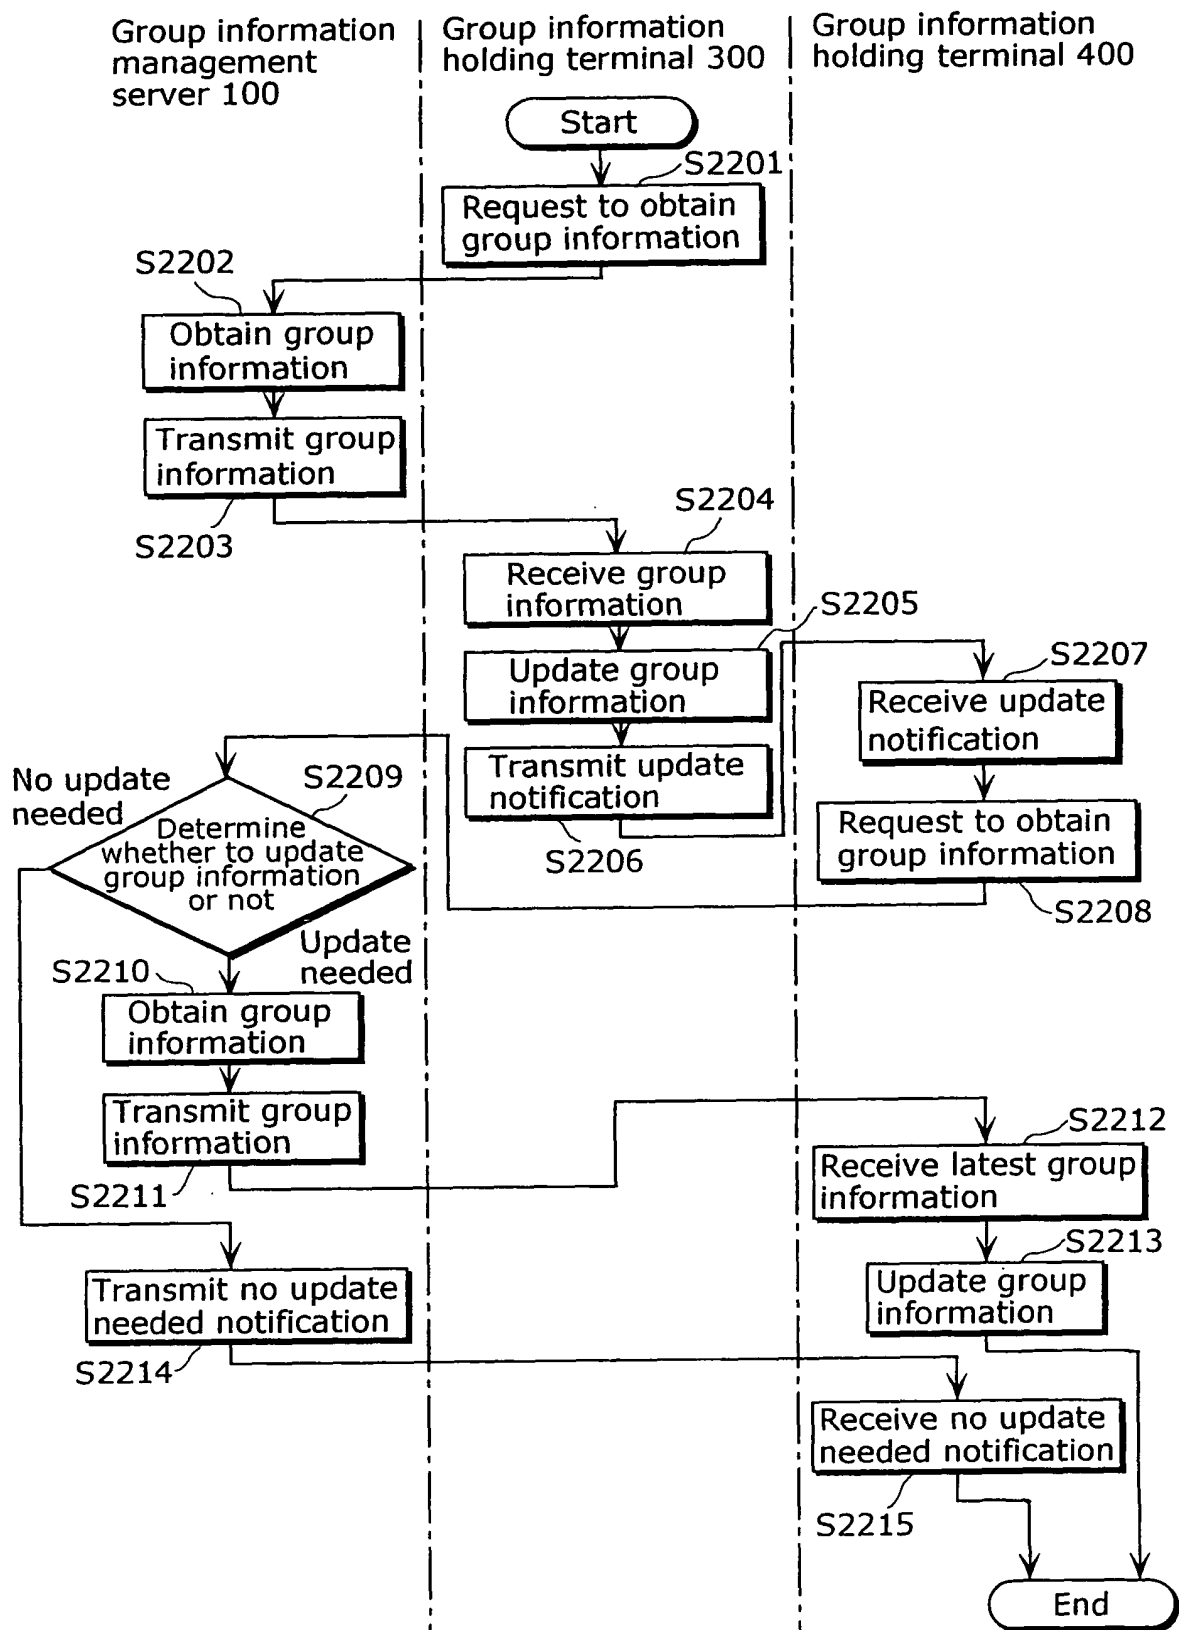 Group information
management
server 100
Group information
holding terminal 300
Group information
holding terminal 400
Start
S2201
Request to obtain
group information
S2202
Obtain group
information
Transmit group
information
S2203
S2204
Receive group
information
S2205
Update group
information
S2207
Receive update
notification
Transmit update
notification
S2206
Request to obtain
group information
S2208
No update
needed
S2209
Determine
whether to update
group information
or not
Update
needed
S2210
Obtain group
information
Transmit group
information
S2211
S2212
Receive latest group
information
S2213
Update group
information
Transmit no update
needed notification
S2214
Receive no update
needed notification
S2215
End